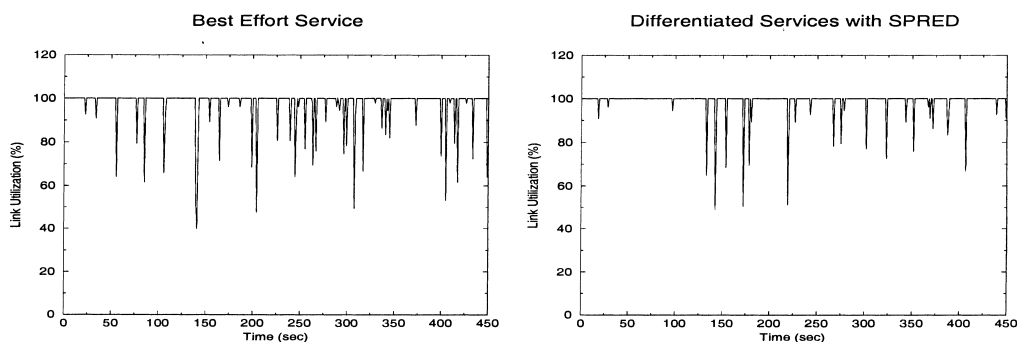 Best Effort Service
120
100
80
60
40
20
0
Link Utilization (%)
0 50 100 150 200 250 300 350 400 450
Time (sec)
Differentiated Services with SPRED
120
100
80
60
40
20
0
Link Utilization (%)
0 50 100 150 200 250 300 350 400 450
Time (sec)